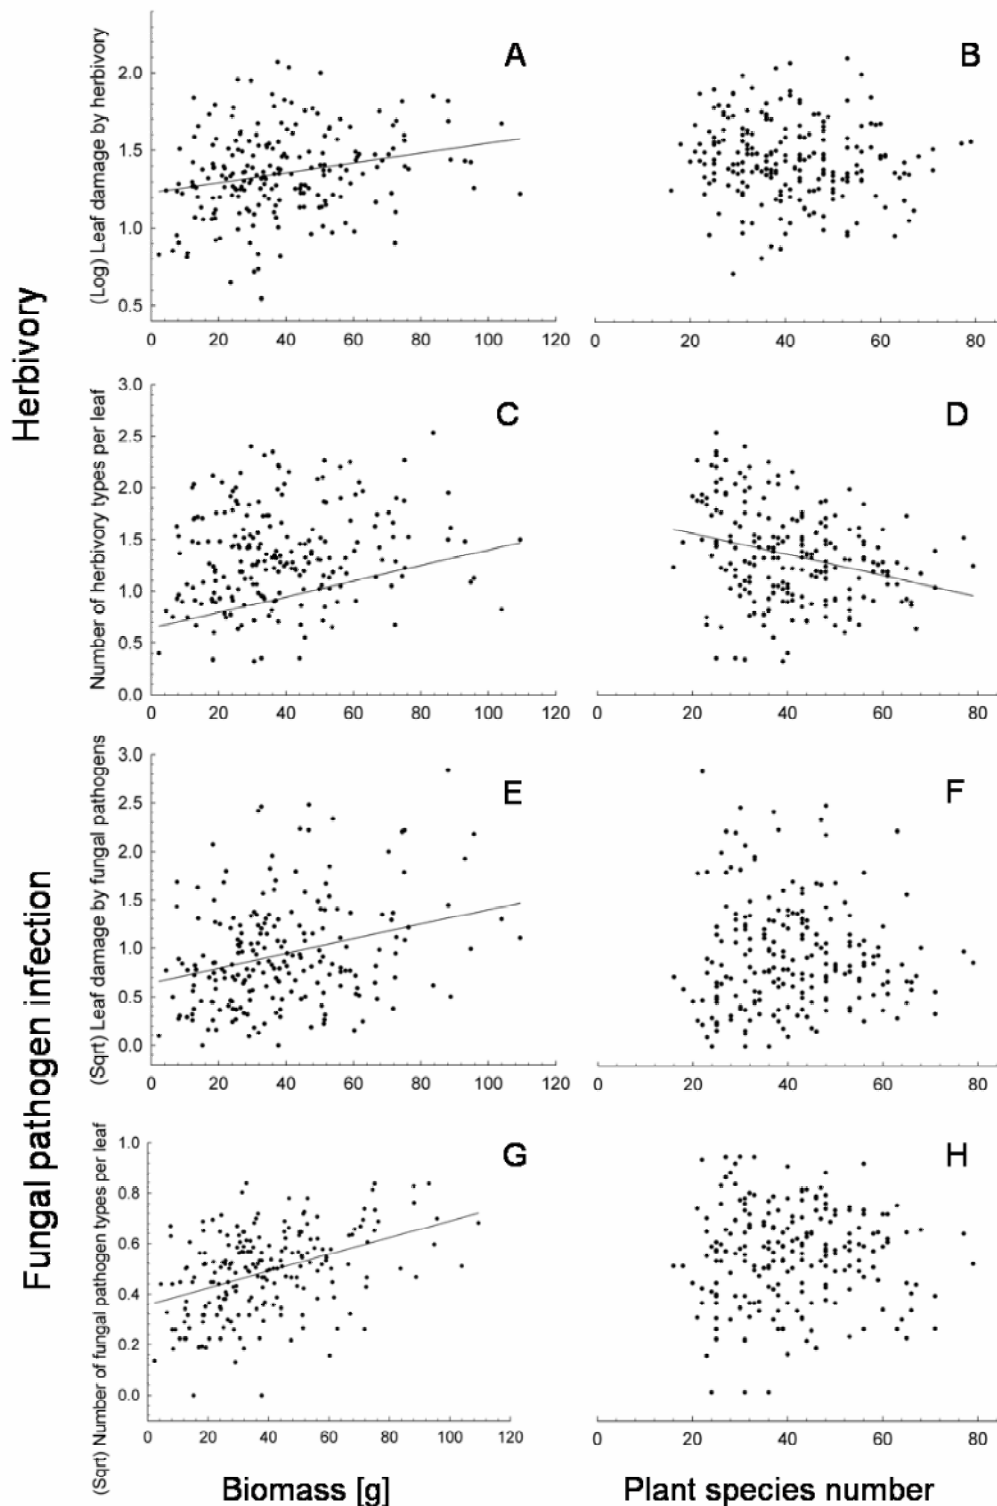 Herbivory
(Log) Leaf damage by herbivory
A
2.0
1.5
1.0
0.5
0 20 40 60 80 100 120
B
0 20 40 60 80
Number of herbivory types per leaf
C
3.0
2.5
2.0
1.5
1.0
0.5
0.0
0 20 40 60 80 100 120
D
0 20 40 60 80
Fungal pathogen infection
(Sqrt) Leaf damage by fungal pathogens
E
3.0
2.5
2.0
1.5
1.0
0.5
0.0
0 20 40 60 80 100 120
F
0 20 40 60 80
(Sqrt) Number of fungal pathogen types per leaf
G
1.0
0.8
0.6
0.4
0.2
0.0
0 20 40 60 80 100 120
H
0 20 40 60 80
Biomass [g]
Plant species number